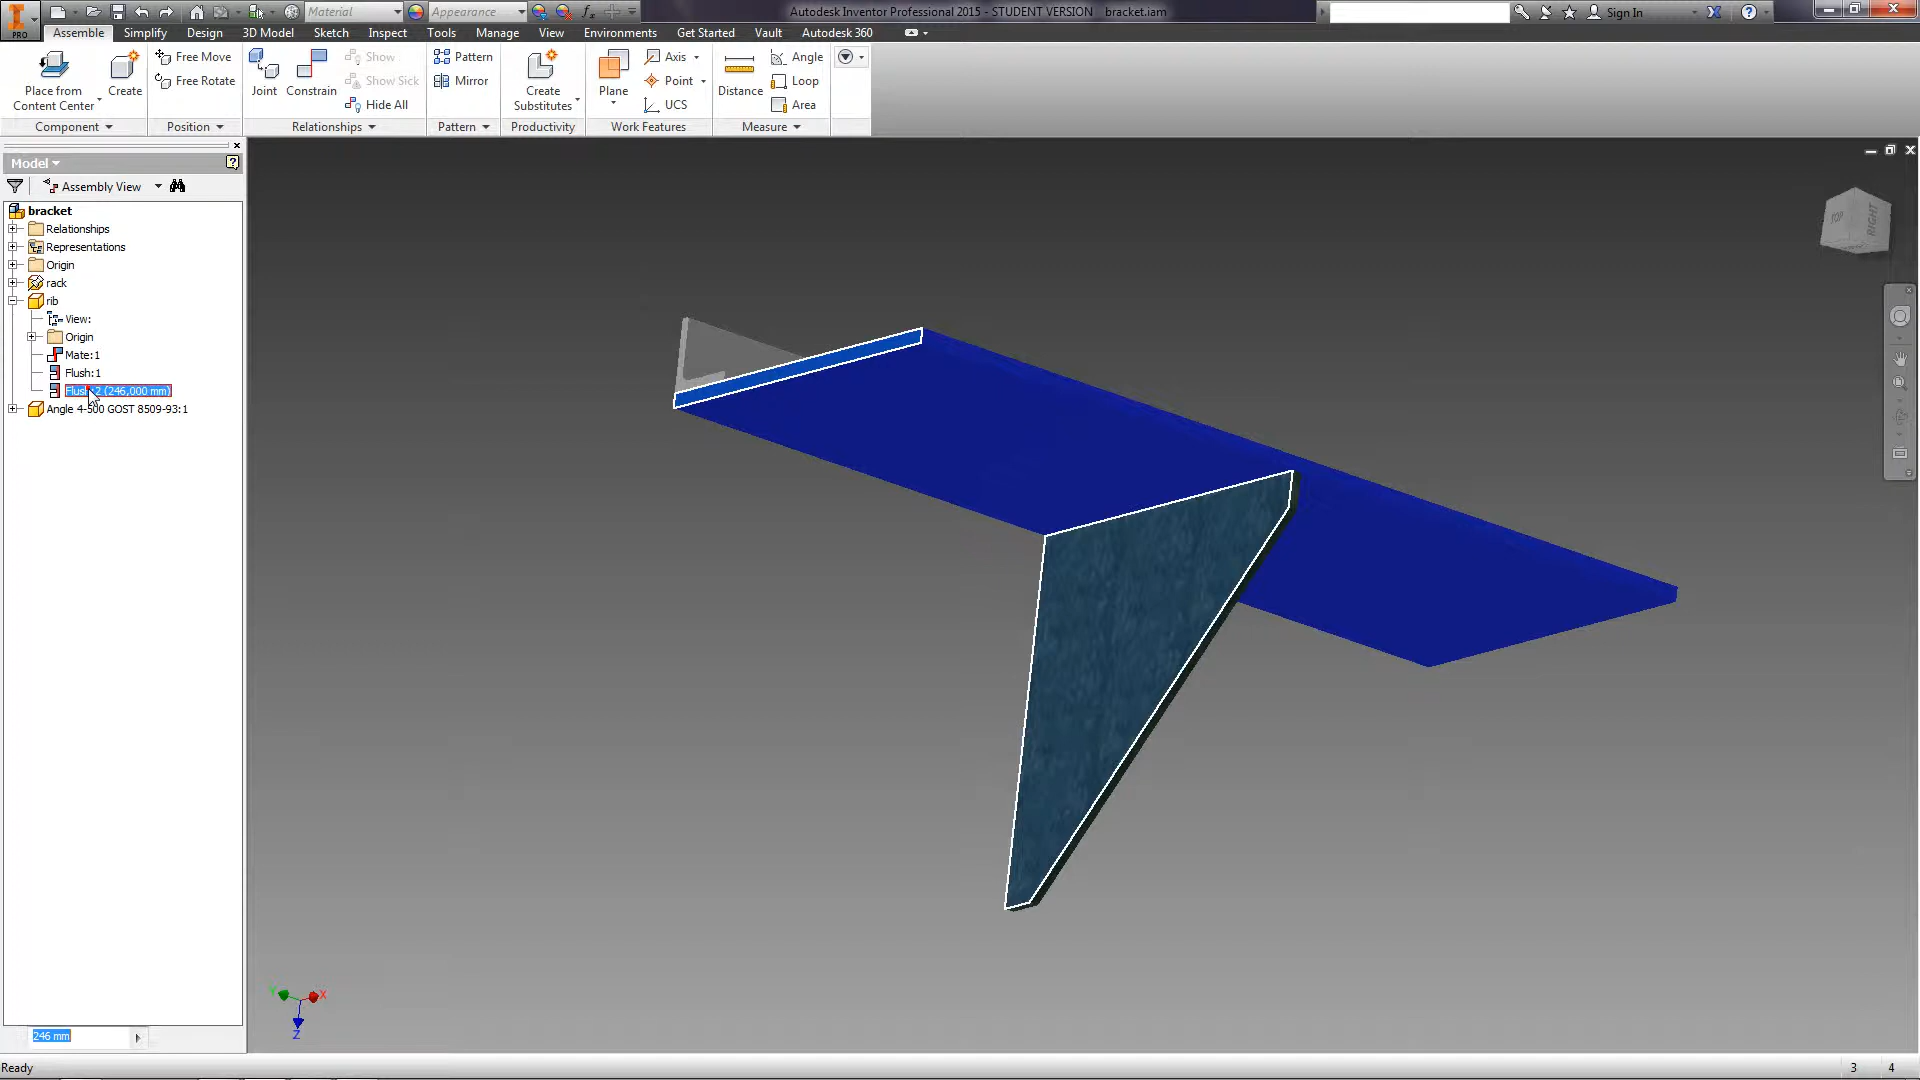 Material
Appearance
Autodesk Inventor Professional 2015 - STUDENT VERSION bracket.iam
Sign In
PRO
Assemble
Simplify
Design
3D Model
Sketch
Inspect
Tools
Manage
View
Environments
Get Started
Vault
Autodesk 360
Place from
Content Center
Create
Free Move
Free Rotate
Joint
Constrain
Show
Show Sick
Hide All
Pattern
Mirror
Create
Substitutes
Plane
Axis
Point
UCS
Distance
Angle
Loop
Area
Component
Position
Relationships
Pattern
Productivity
Work Features
Measure
Model
Assembly View
bracket
Relationships
Representations
Origin
rack
rib
View:
Origin
Mate:1
Flush:1
(246,000 mm)
Angle 4-500 GOST 8509-93:1
TOP
RIGHT
Y
X
Z
246 mm
Ready
3
4